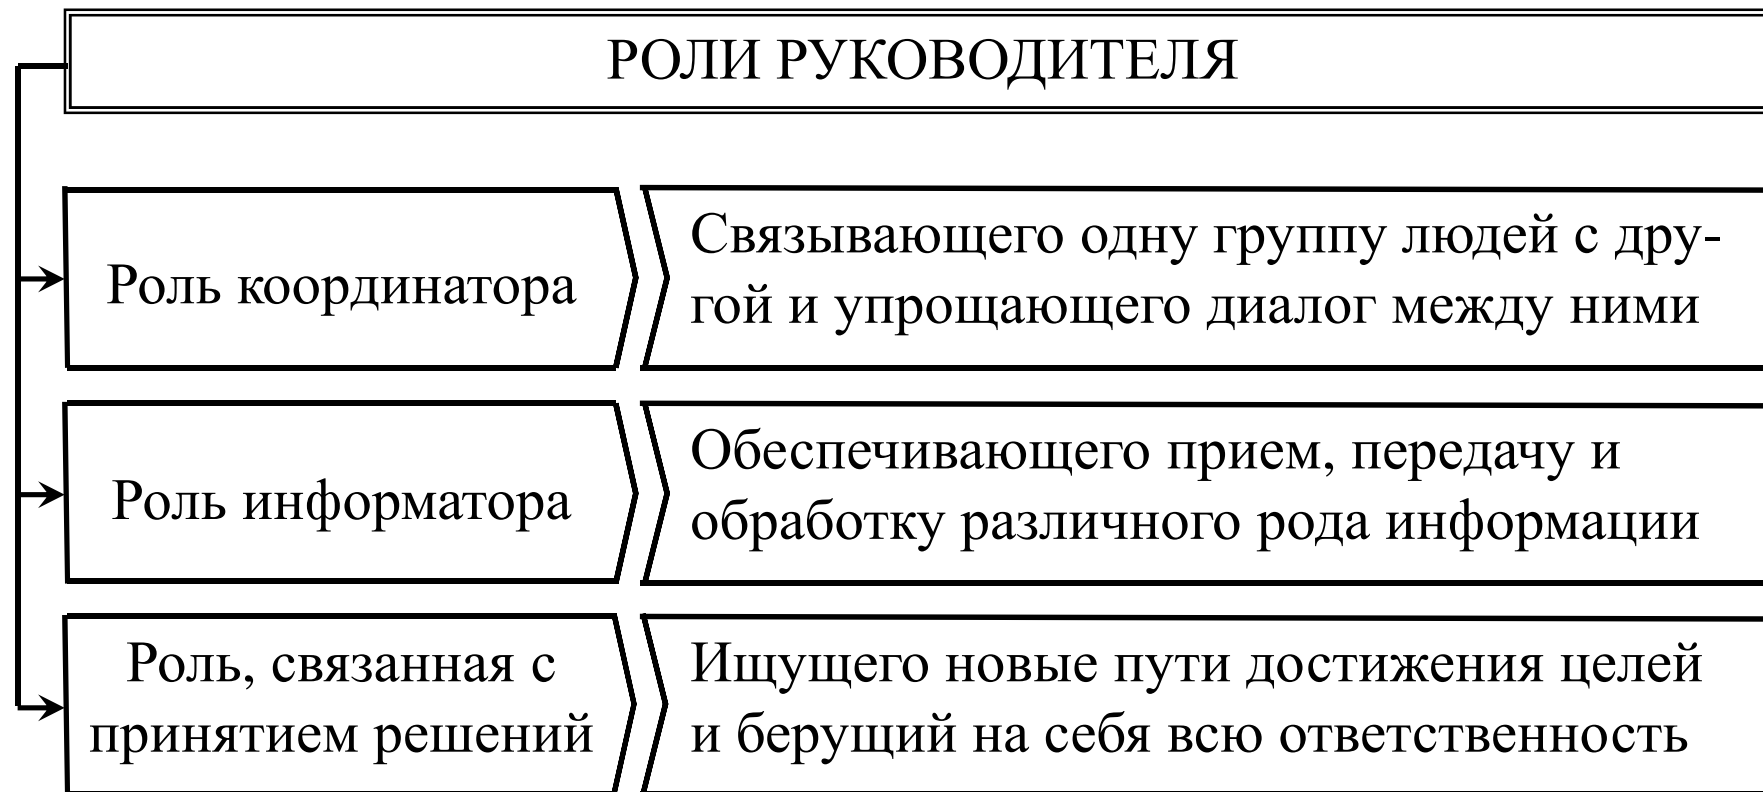 РОЛИ РУКОВОДИТЕЛЯ
Роль координатора
Связывающего одну группу людей с дру-
гой и упрощающего диалог между ними
Роль информатора
Обеспечивающего прием, передачу и
обработку различного рода информации
Роль, связанная с
принятием решений
Ищущего новые пути достижения целей
и берущий на себя всю ответственность